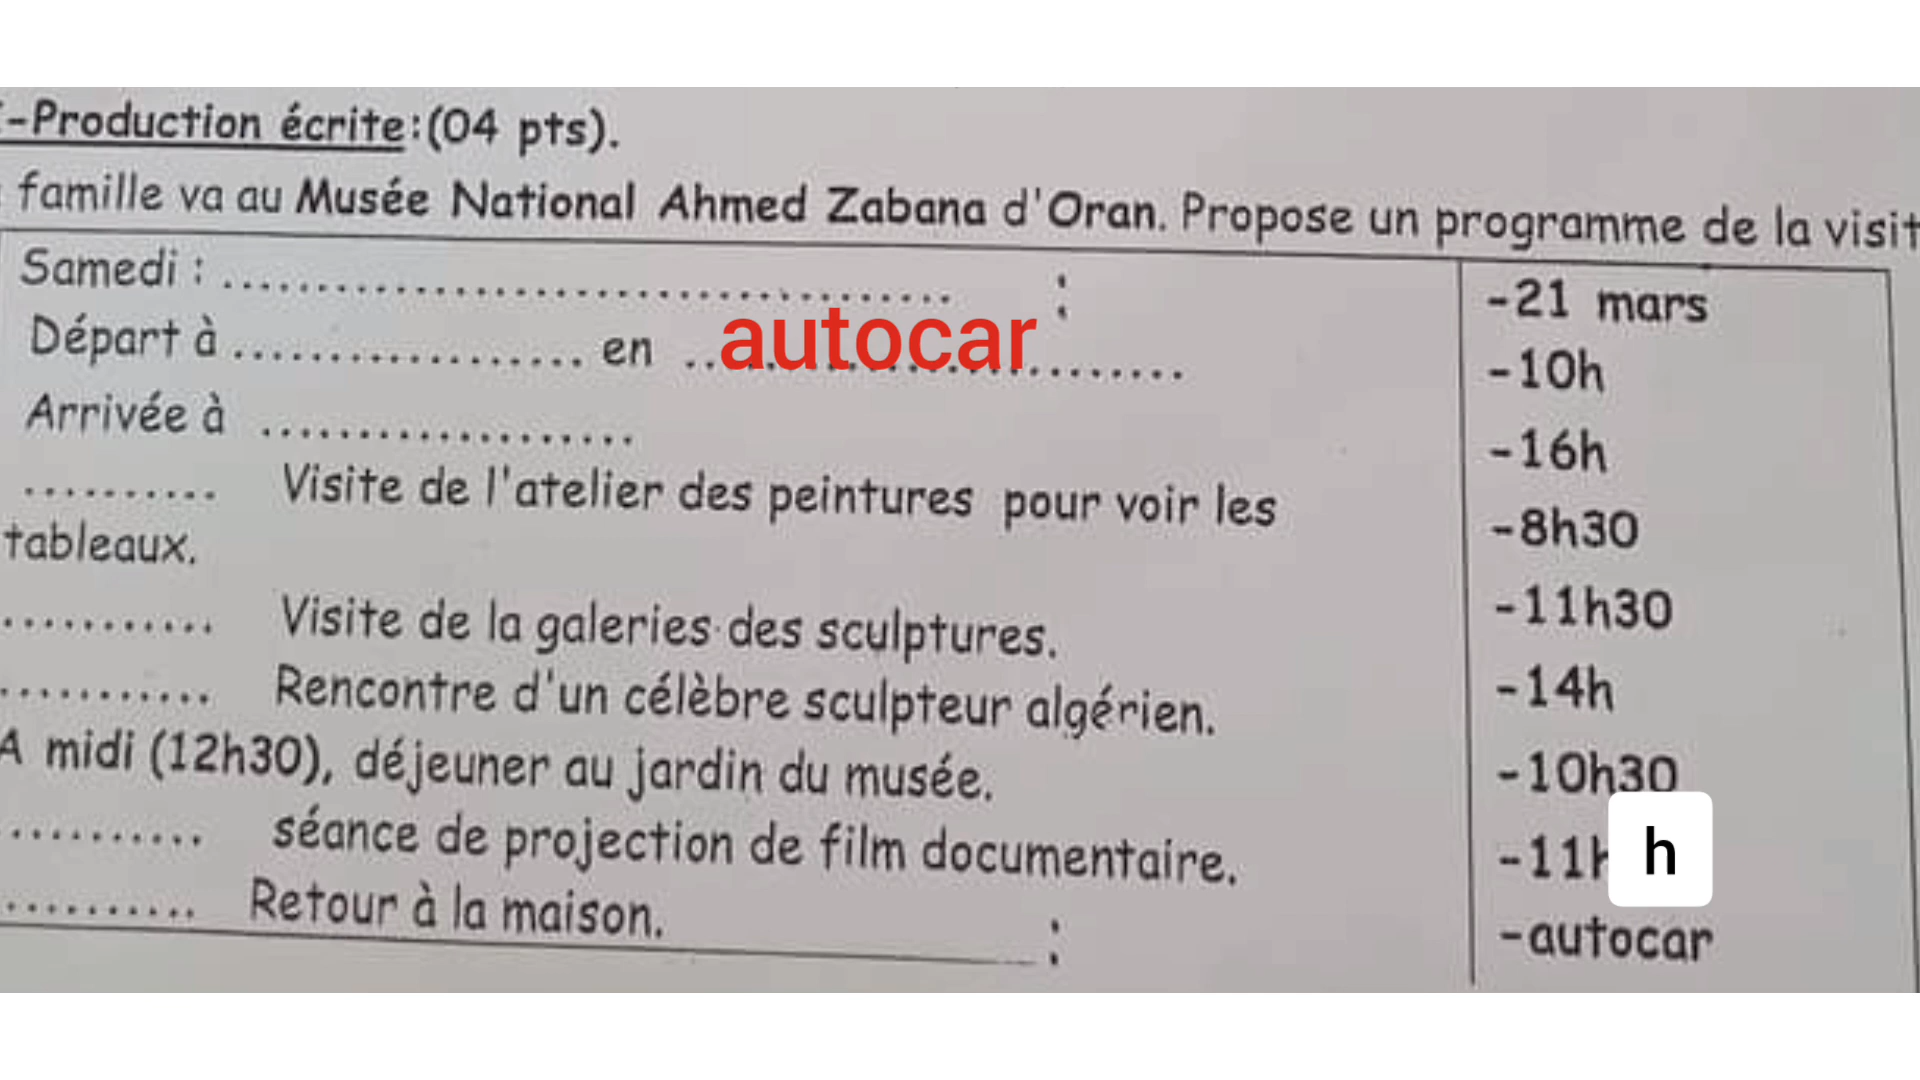 -Production écrite:(04 pts).
famille va au Musée National Ahmed Zabana d'Oran. Propose un programme de la visit
Samedi : ........................................ :
Départ à .................. en ..autocar..........
Arrivée à ...................
.......... Visite de l'atelier des peintures pour voir les
tableaux.
........... Visite de la galeries des sculptures.
........... Rencontre d'un célèbre sculpteur algérien.
A midi (12h30), déjeuner au jardin du musée.
.......... séance de projection de film documentaire.
.......... Retour à la maison. :
-21 mars
-10h
-16h
-8h30
-11h30
-14h
-10h30
-11h h
-autocar